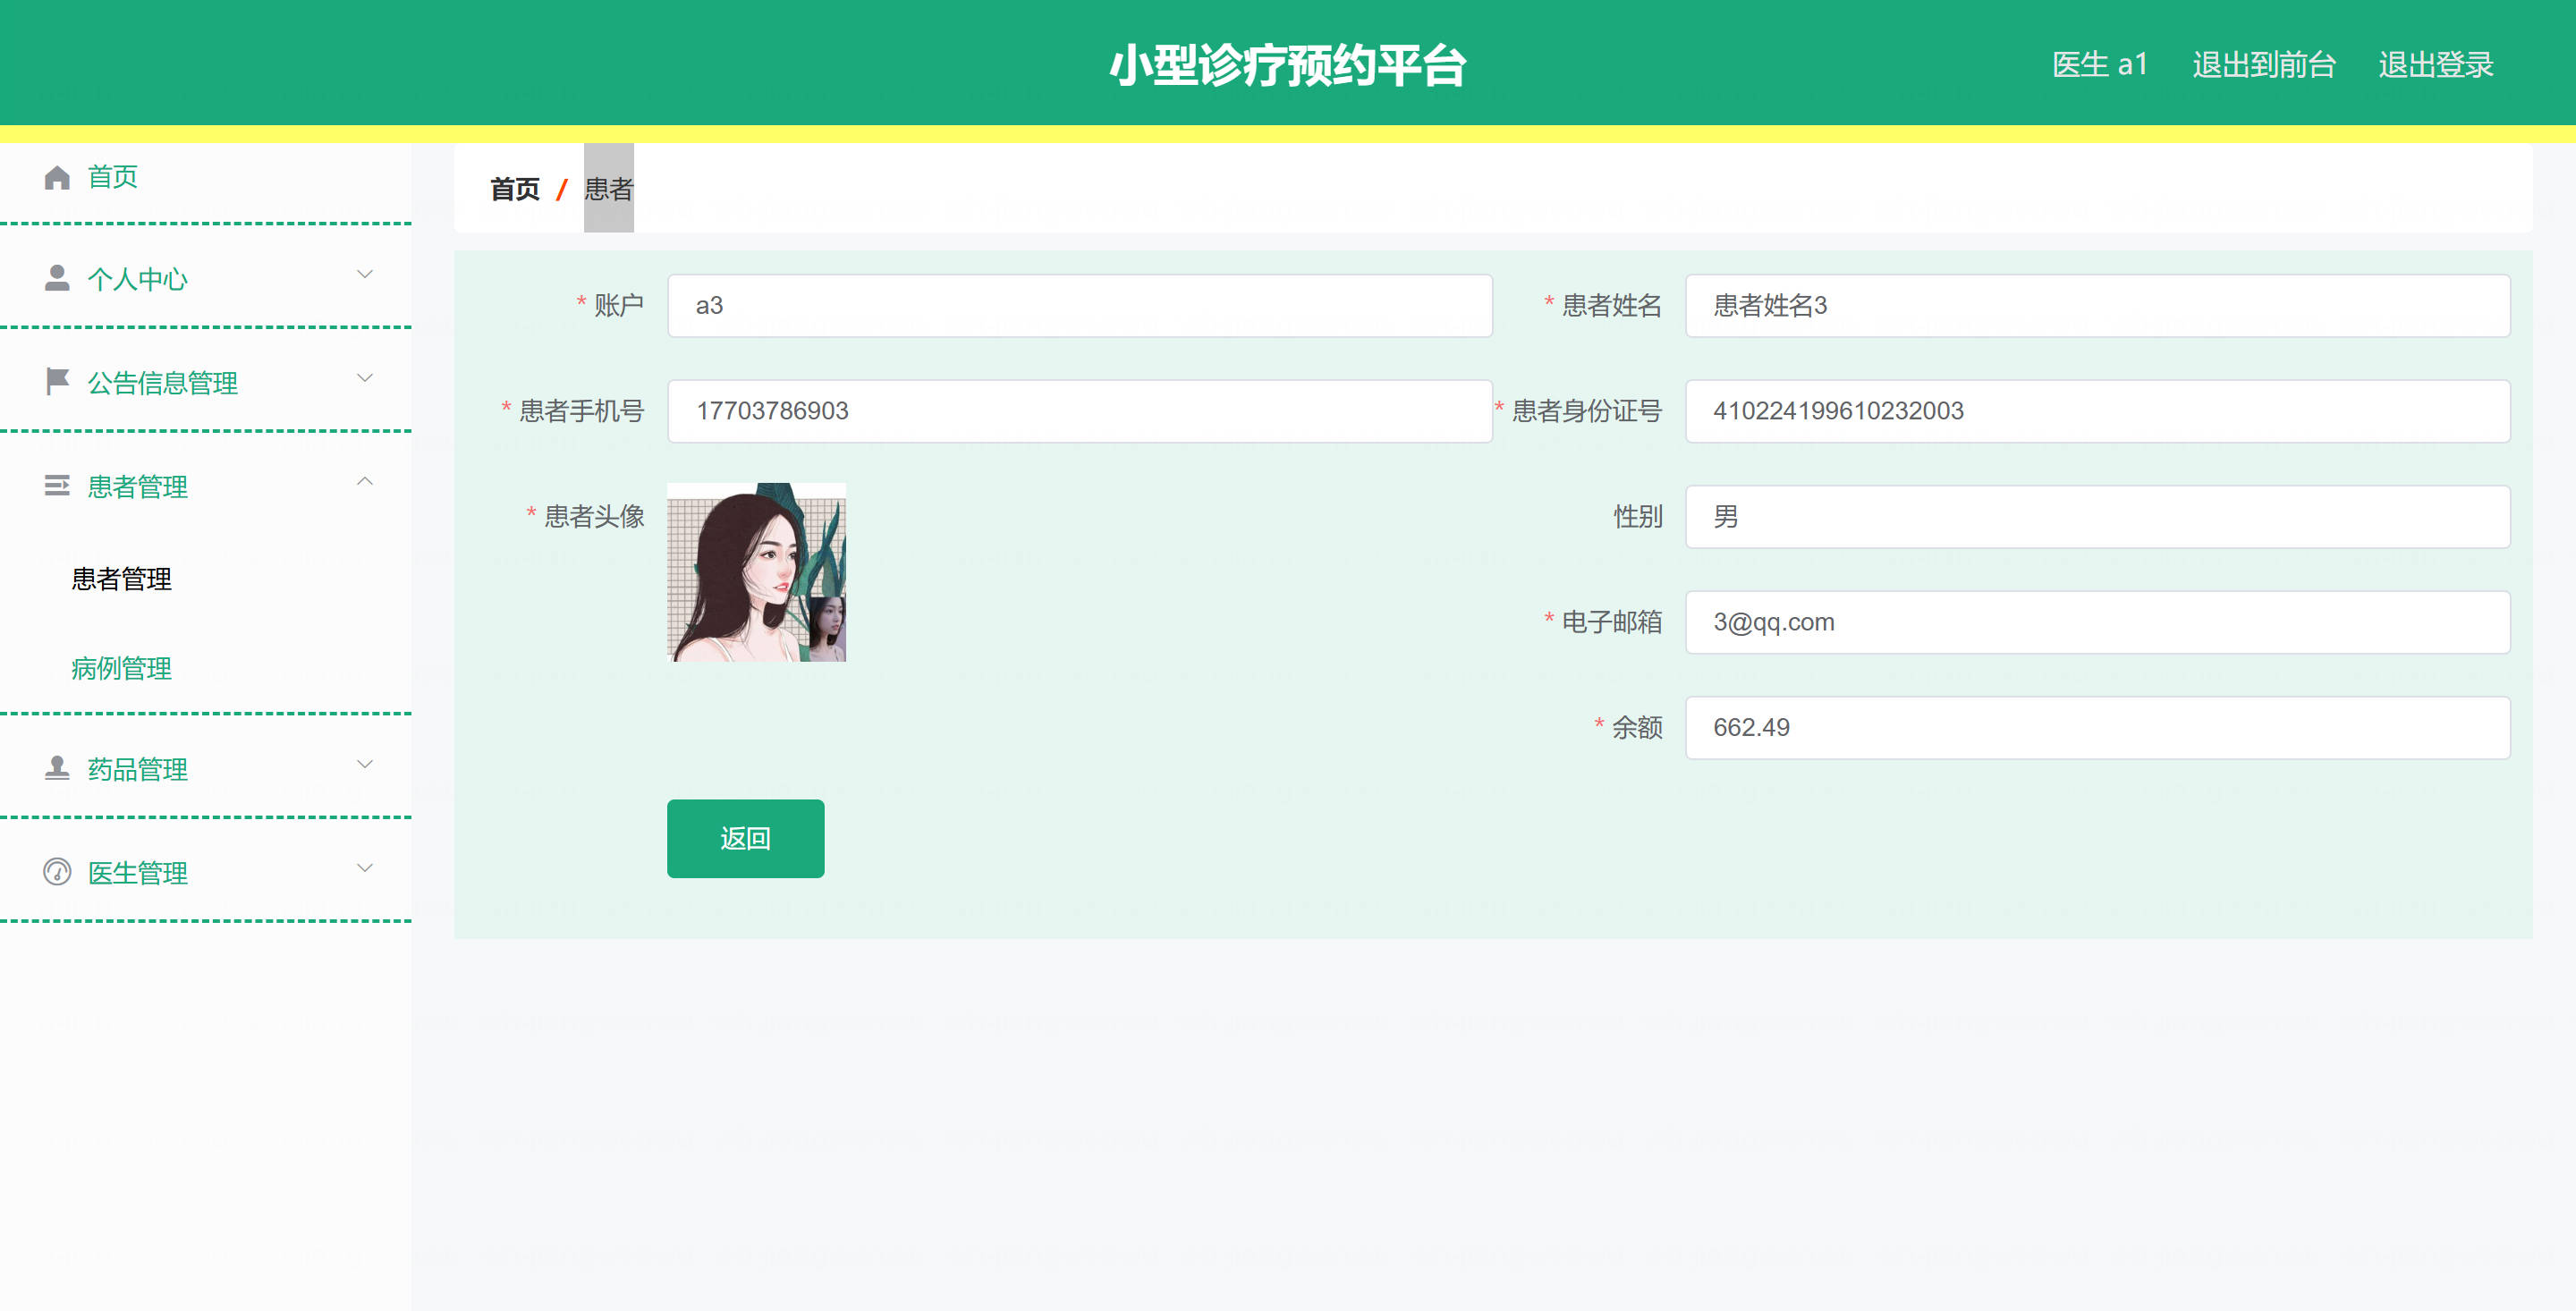 小型诊疗预约平台
医生 a1 退出到前台 退出登录
首页
个人中心
公告信息管理
患者管理
患者管理
病例管理
药品管理
医生管理
首页 / 患者
* 账户 a3
* 患者姓名 患者姓名3
* 患者手机号 17703786903
* 患者身份证号 410224199610232003
* 患者头像
性别 男
* 电子邮箱 3@qq.com
* 余额 662.49
返回